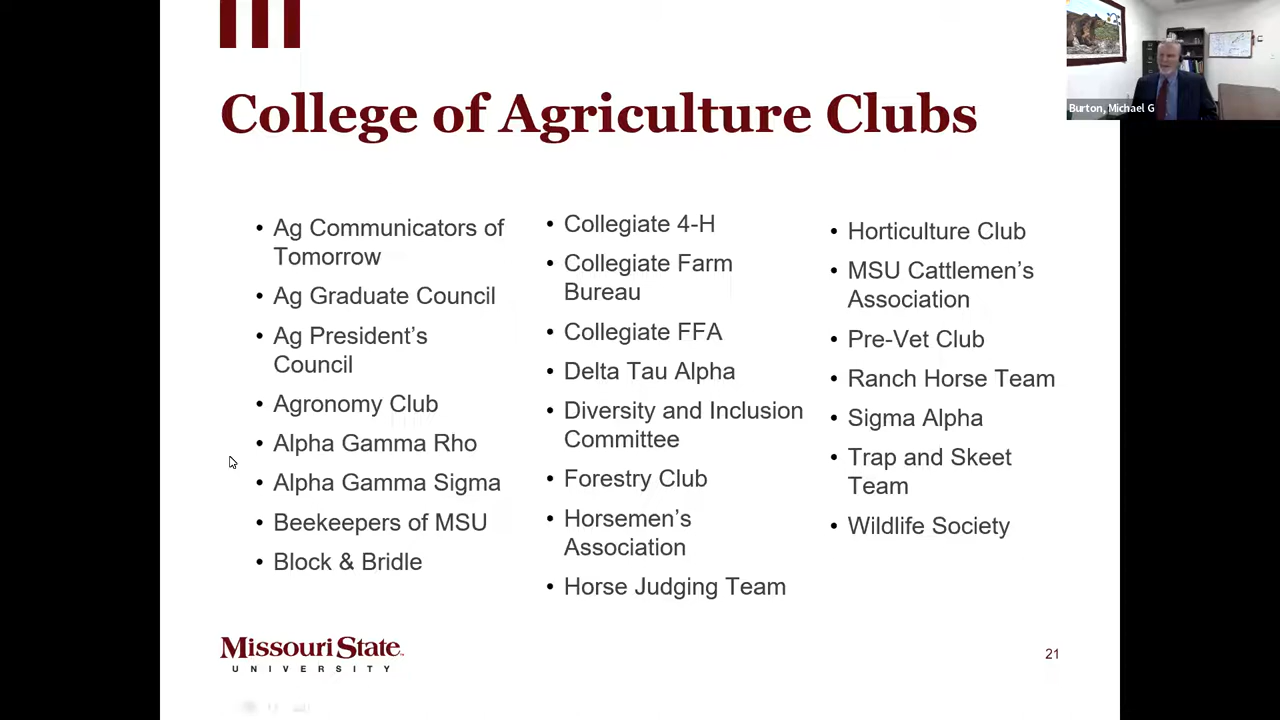 College of Agriculture Clubs
Burton, Michael G
• Ag Communicators of
Tomorrow
• Ag Graduate Council
• Ag President’s
Council
• Agronomy Club
• Alpha Gamma Rho
• Alpha Gamma Sigma
• Beekeepers of MSU
• Block & Bridle
• Collegiate 4-H
• Collegiate Farm
Bureau
• Collegiate FFA
• Delta Tau Alpha
• Diversity and Inclusion
Committee
• Forestry Club
• Horsemen’s
Association
• Horse Judging Team
• Horticulture Club
• MSU Cattlemen’s
Association
• Pre-Vet Club
• Ranch Horse Team
• Sigma Alpha
• Trap and Skeet
Team
• Wildlife Society
Missouri State
UNIVERSITY
21